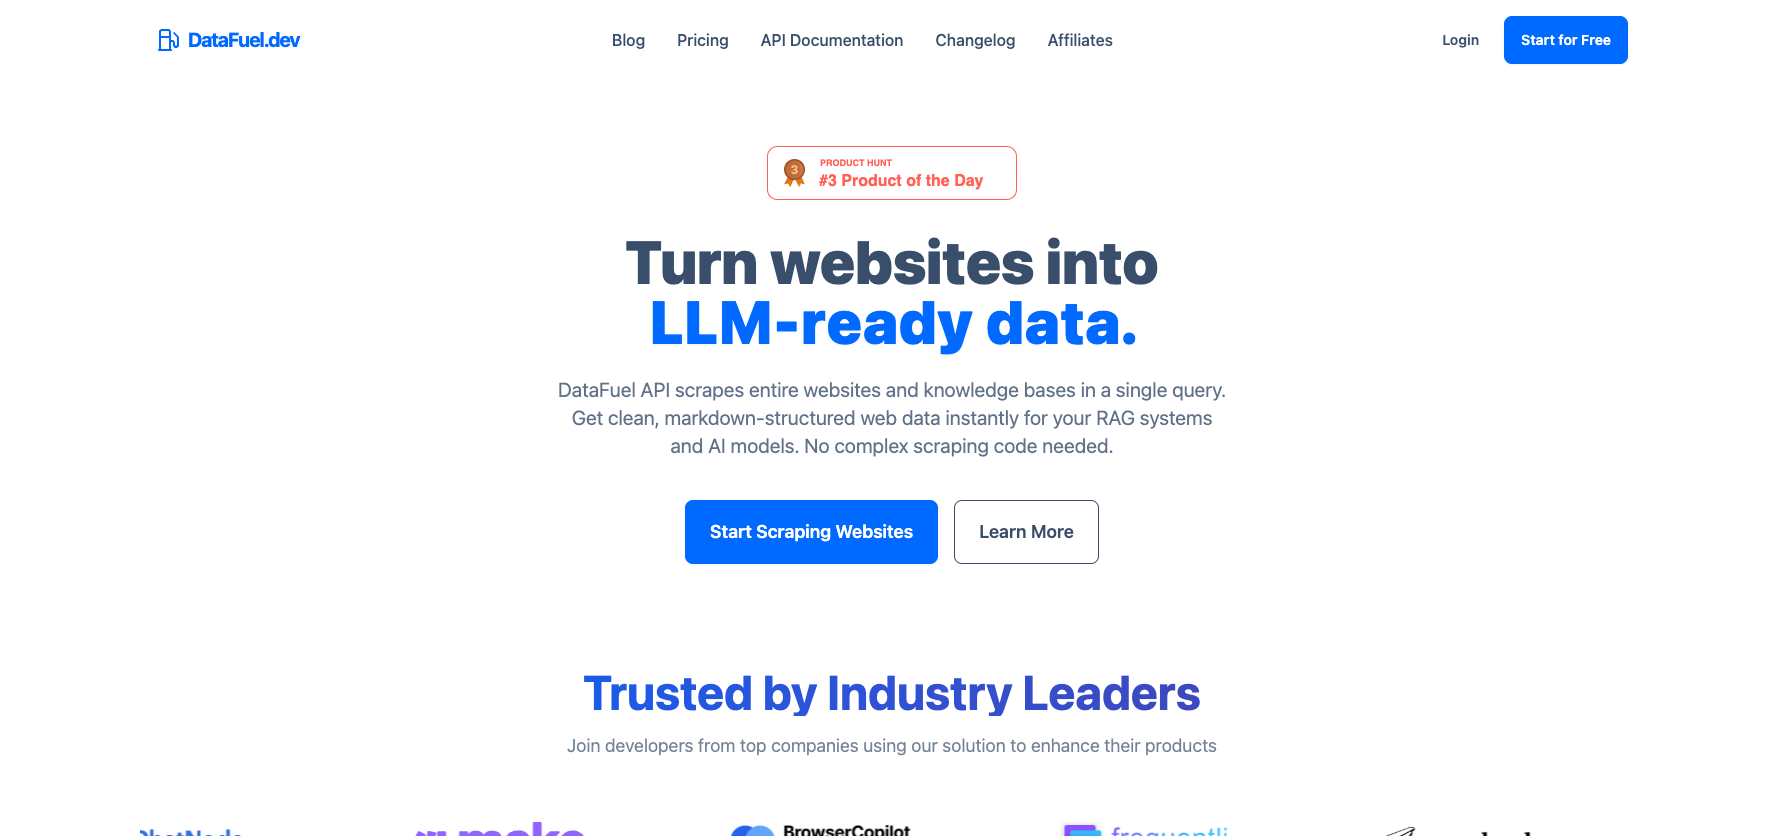 DataFuel.dev
Blog
Pricing
API Documentation
Changelog
Affiliates
Login
Start for Free
3
PRODUCT HUNT
#3 Product of the Day
Turn websites into
LLM-ready data.
DataFuel API scrapes entire websites and knowledge bases in a single query.
Get clean, markdown-structured web data instantly for your RAG systems
and AI models. No complex scraping code needed.
Start Scraping Websites
Learn More
Trusted by Industry Leaders
Join developers from top companies using our solution to enhance their products
ChatNode
make
BrowserCopilot
frequentli